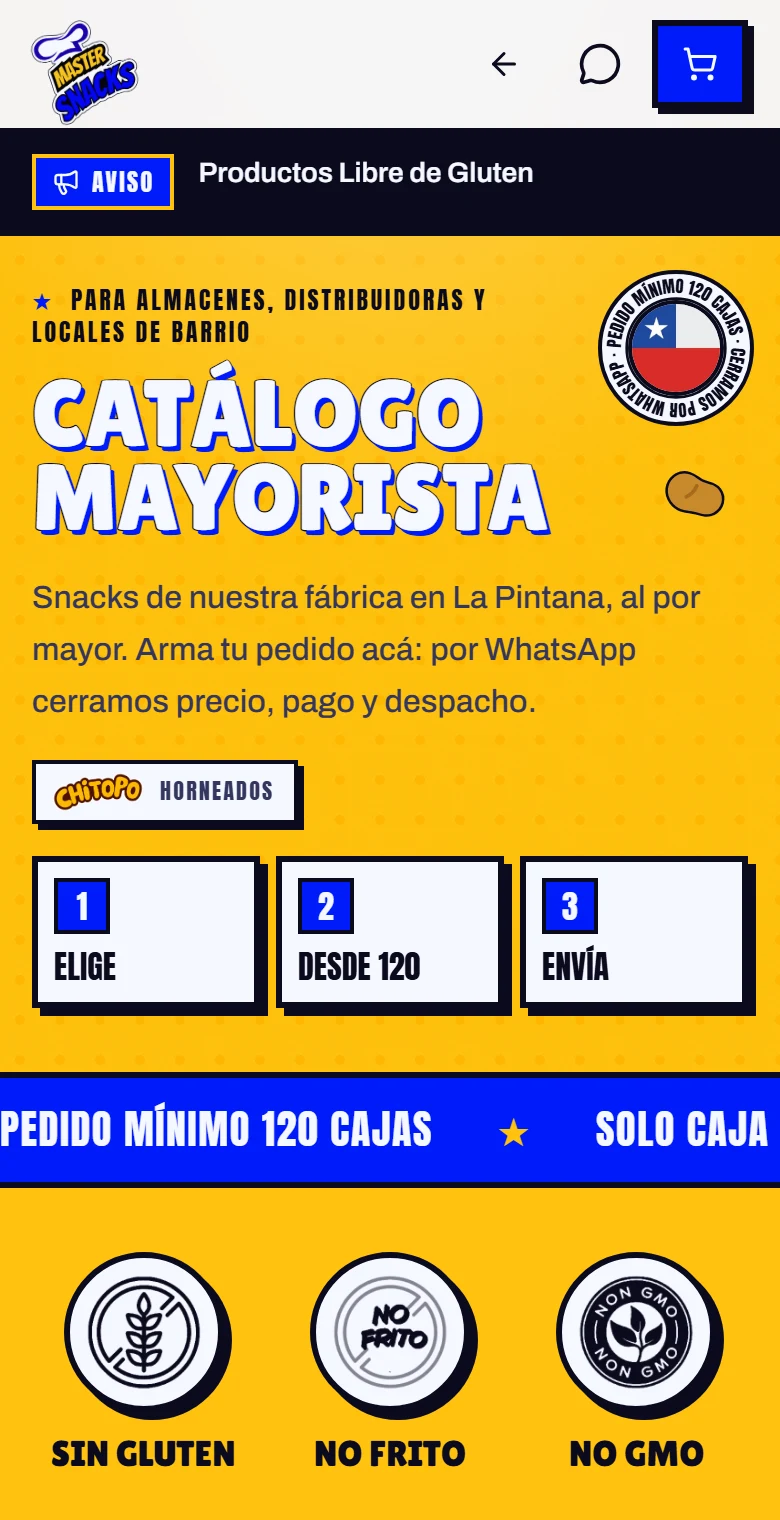 MASTER
SNACKS
AVISO
Productos Libre de Gluten
PARA ALMACENES, DISTRIBUIDORAS Y
LOCALES DE BARRIO
PEDIDO MÍNIMO 120 CAJAS · CERRAMOS POR WHATSAPP ·
CATÁLOGO
MAYORISTA
Snacks de nuestra fábrica en La Pintana, al por
mayor. Arma tu pedido acá: por WhatsApp
cerramos precio, pago y despacho.
CHiTOPO HORNEADOS
1
ELIGE
2
DESDE 120
3
ENVÍA
PEDIDO MÍNIMO 120 CAJAS ★ SOLO CAJA
NO
FRITO
NON GMO
NON GMO
SIN GLUTEN
NO FRITO
NO GMO